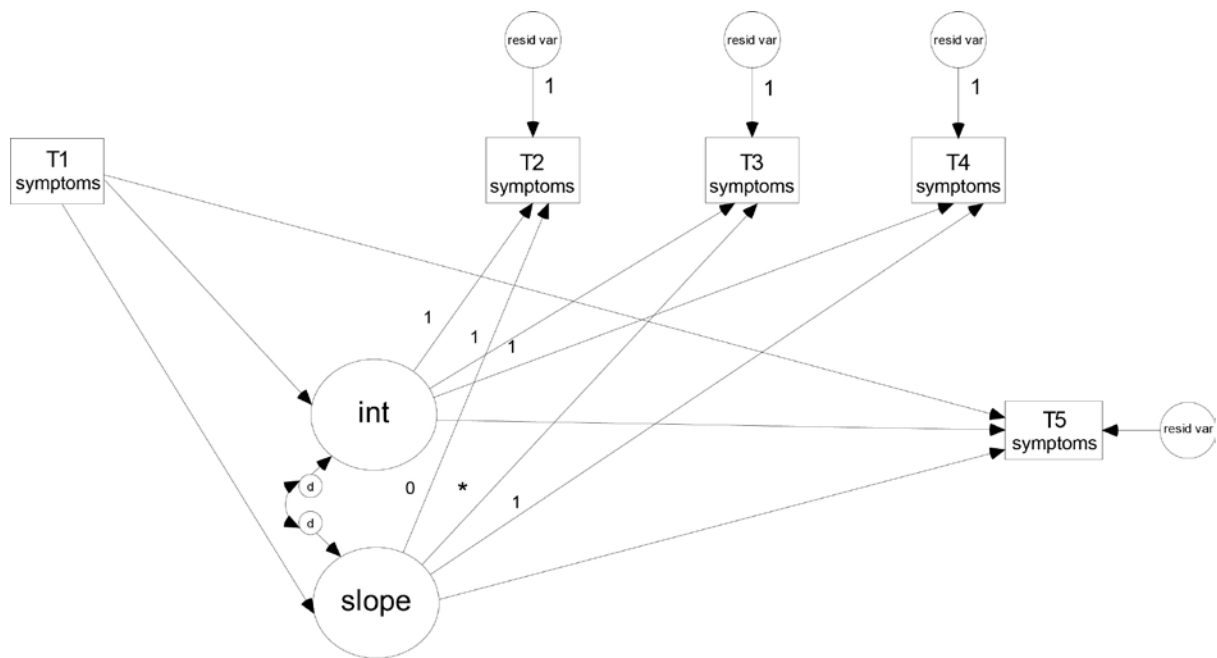 resid var
resid var
resid var
1
1
1
T1
symptoms
T2
symptoms
T3
symptoms
T4
symptoms
1
1
1
int
T5
symptoms
resid var
d
0
*
1
d
slope